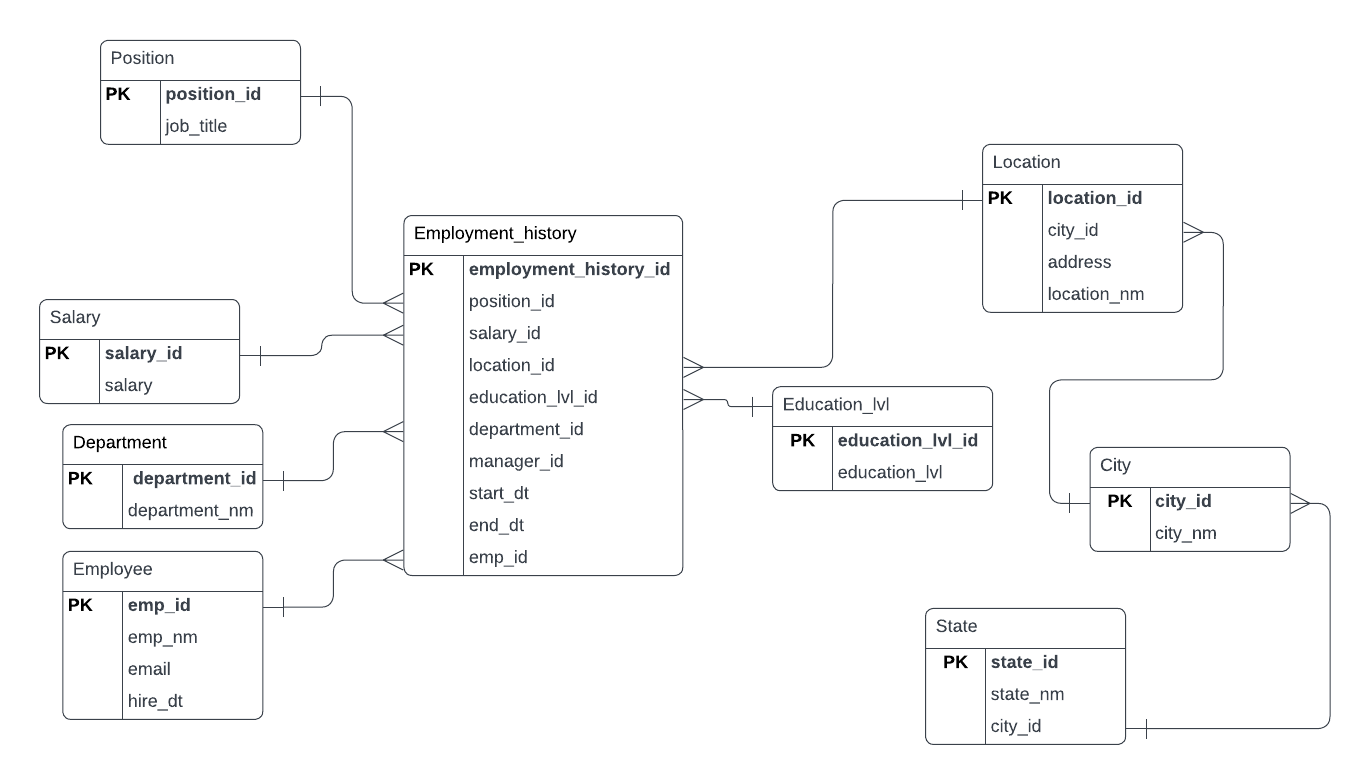 Position
PK position_id
job_title
Employment_history
PK employment_history_id
position_id
salary_id
location_id
education_lvl_id
department_id
manager_id
start_dt
end_dt
emp_id
Salary
PK salary_id
salary
Department
PK department_id
department_nm
Employee
PK emp_id
emp_nm
email
hire_dt
Location
PK location_id
city_id
address
location_nm
Education_lvl
PK education_lvl_id
education_lvl
City
PK city_id
city_nm
State
PK state_id
state_nm
city_id